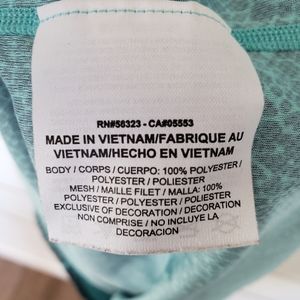 RN#56323 - CA#05553
MADE IN VIETNAM/FABRIQUE AU
VIETNAM/HECHO EN VIETNAM
BODY / CORPS / CUERPO: 100% POLYESTER /
POLYESTER / POLIESTER
MESH / MAILLE FILET / MALLA: 100%
POLYESTER / POLYESTER / POLIESTER
EXCLUSIVE OF DECORATION / DECORATION
NON COMPRISE / NO INCLUYE LA
DECORACION